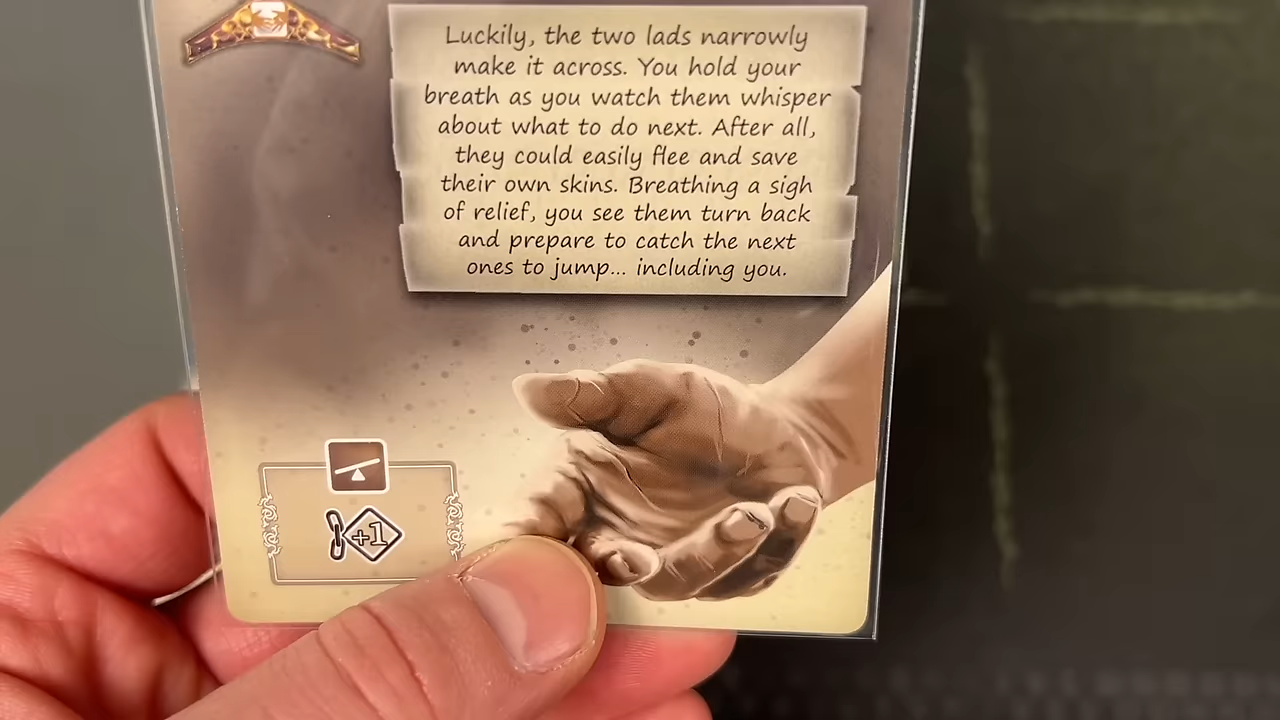 Luckily, the two lads narrowly
make it across. You hold your
breath as you watch them whisper
about what to do next. After all,
they could easily flee and save
their own skins. Breathing a sigh
of relief, you see them turn back
and prepare to catch the next
ones to jump... including you.
+1